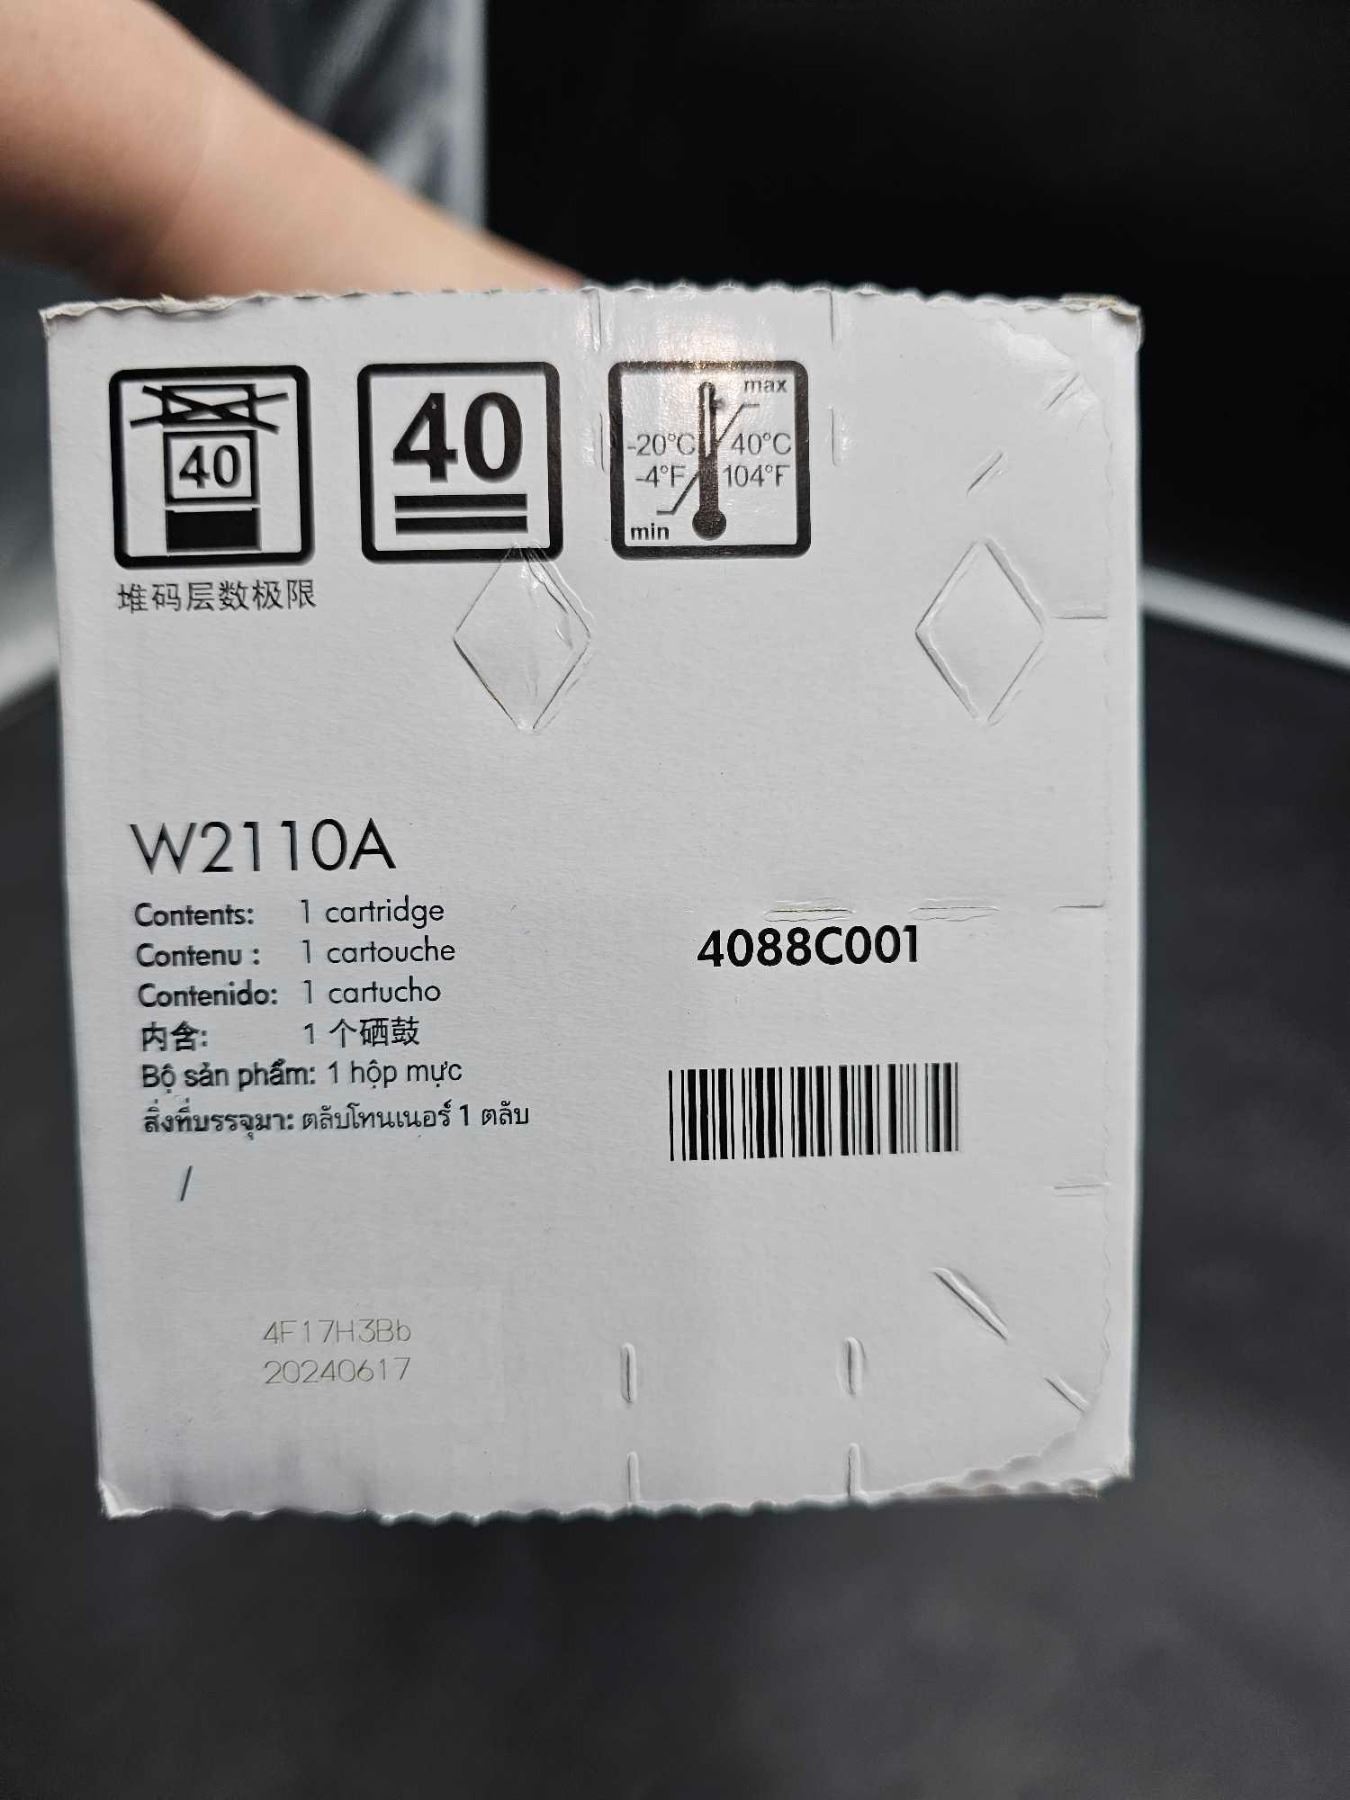 40
40
max
-20°C 40°C
-4°F 104°F
min
堆码层数极限
W2110A
Contents: 1 cartridge
Contenu : 1 cartouche
Contenido: 1 cartucho
内含: 1 个硒鼓
Bộ sản phẩm: 1 hộp mực
สิ่งที่บรรจุมา: ตลับโทนเนอร์ 1 ตลับ
/
4088C001
4F17H3Bb
20240617